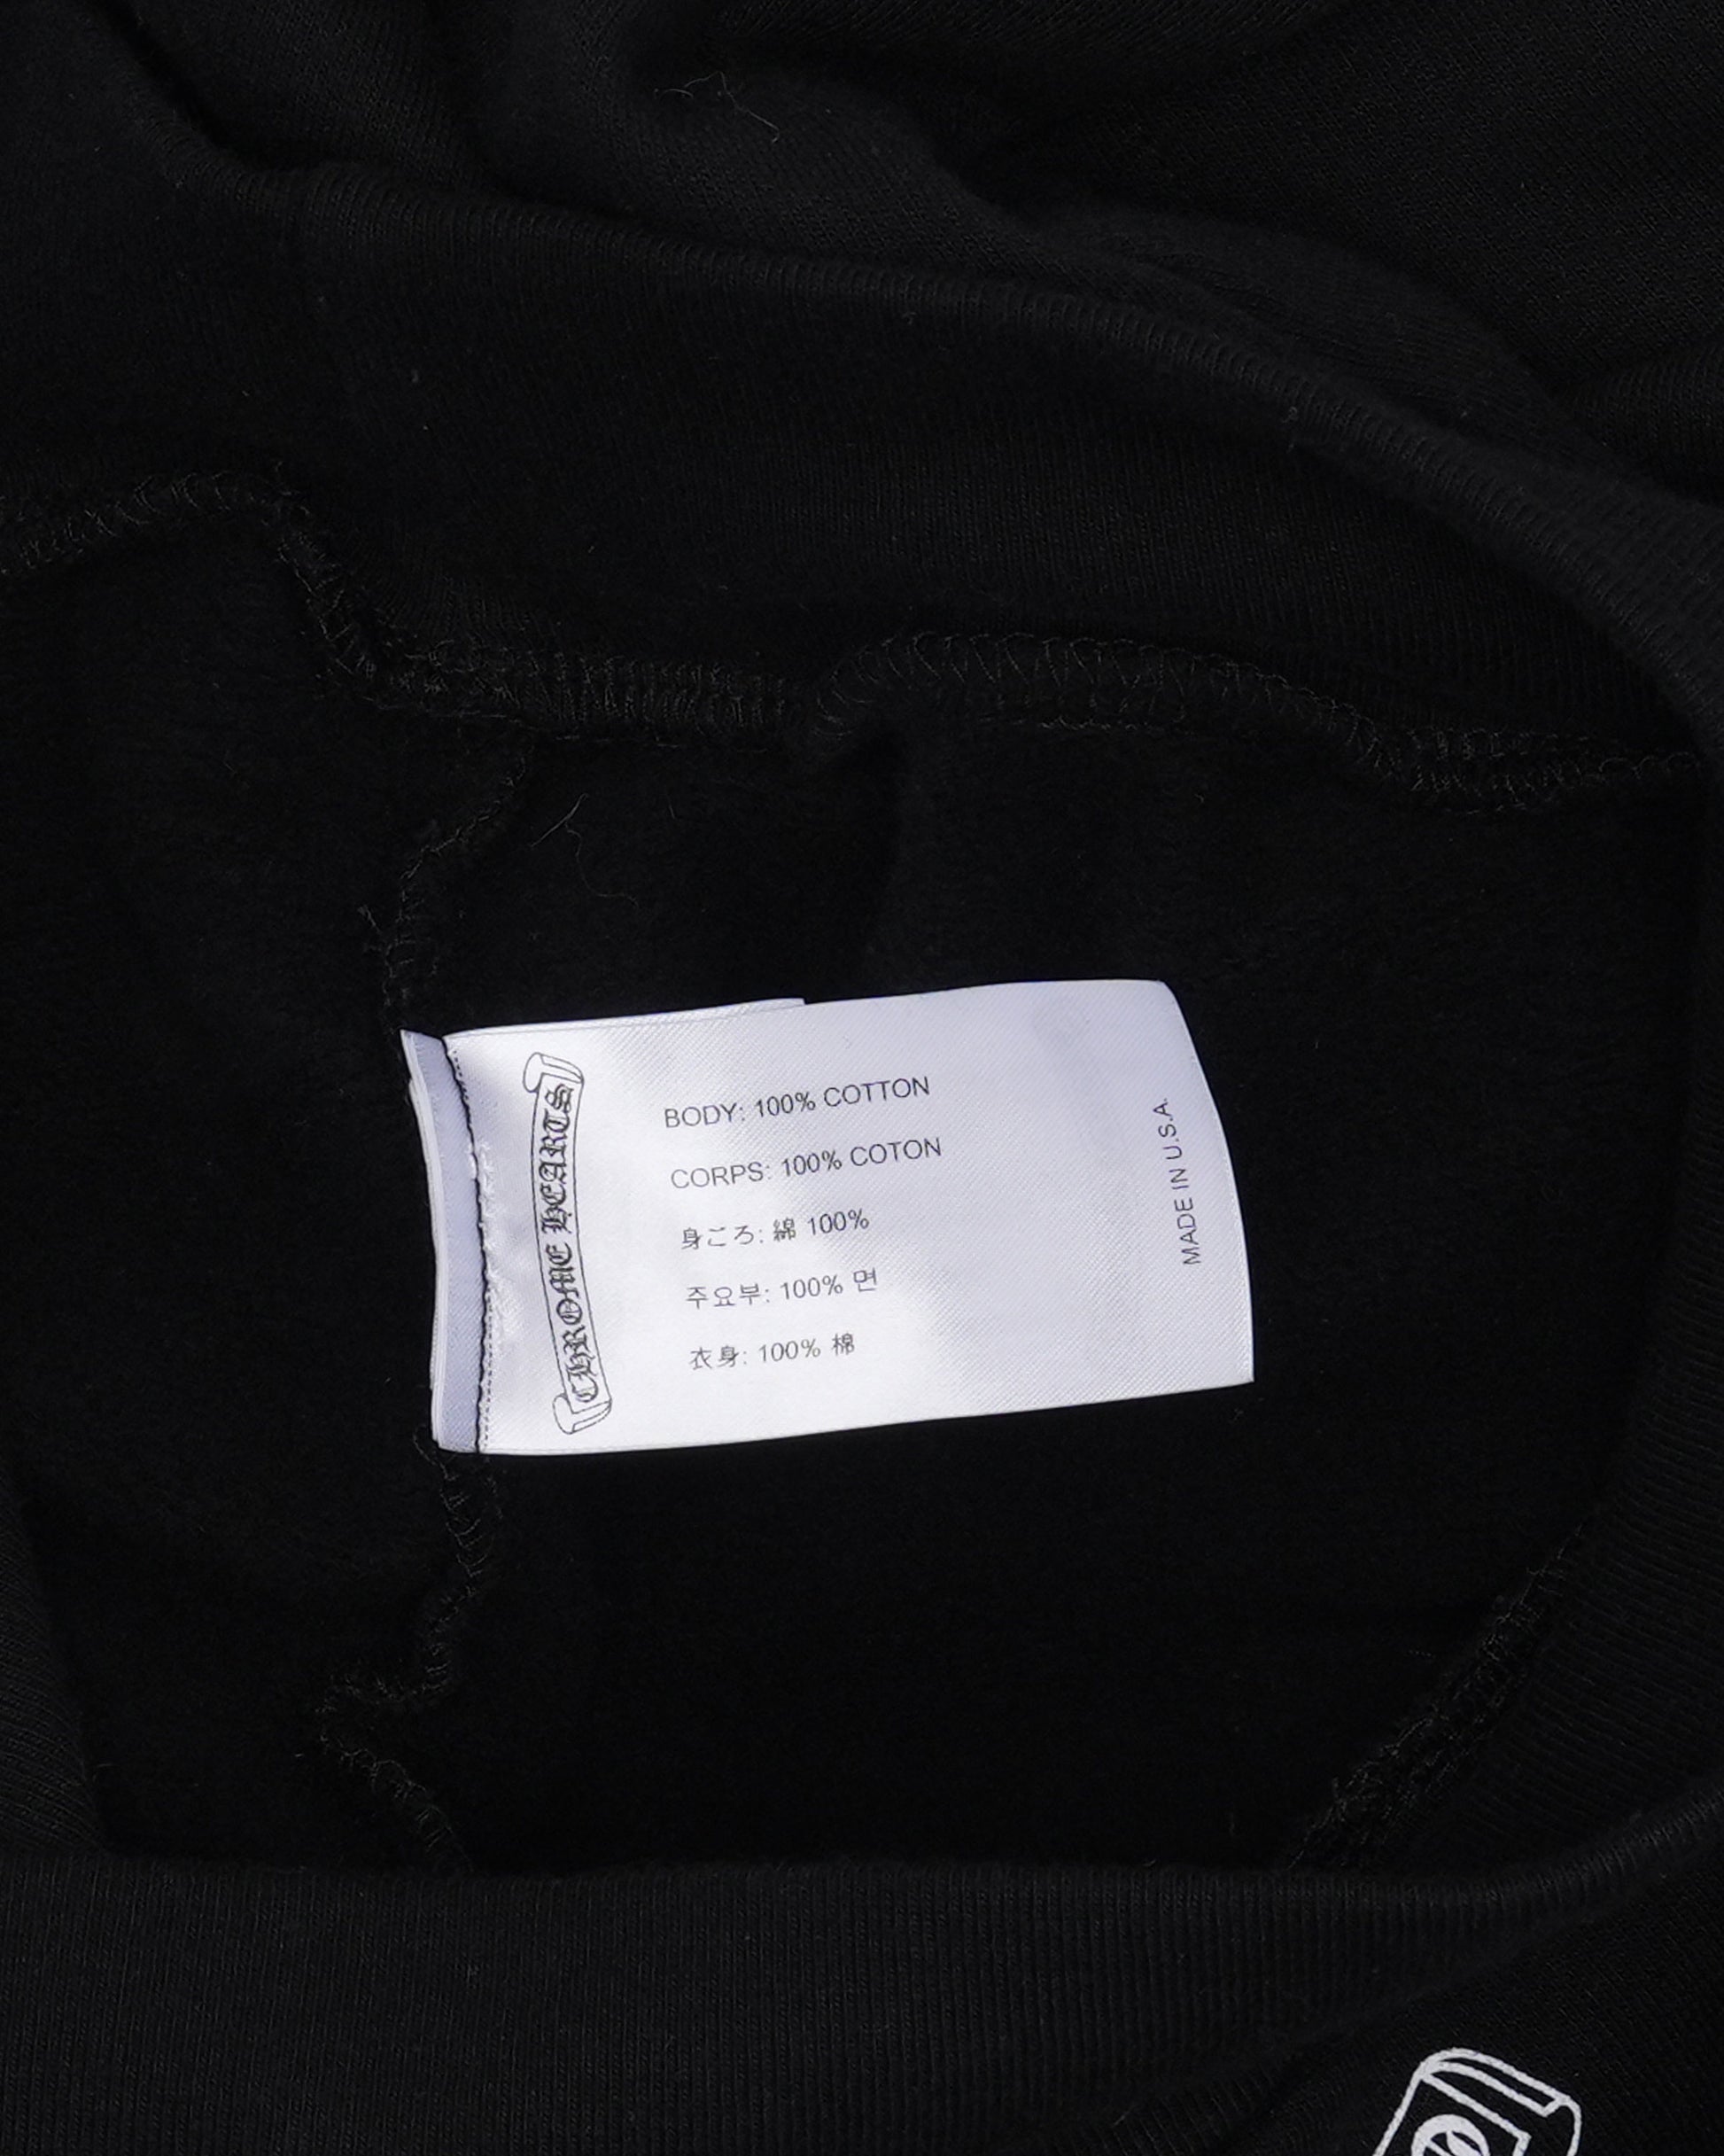 CHROME HEARTS
BODY: 100% COTTON
CORPS: 100% COTON
身ごろ: 綿 100%
주요부: 100% 면
衣身: 100% 棉
MADE IN U.S.A.